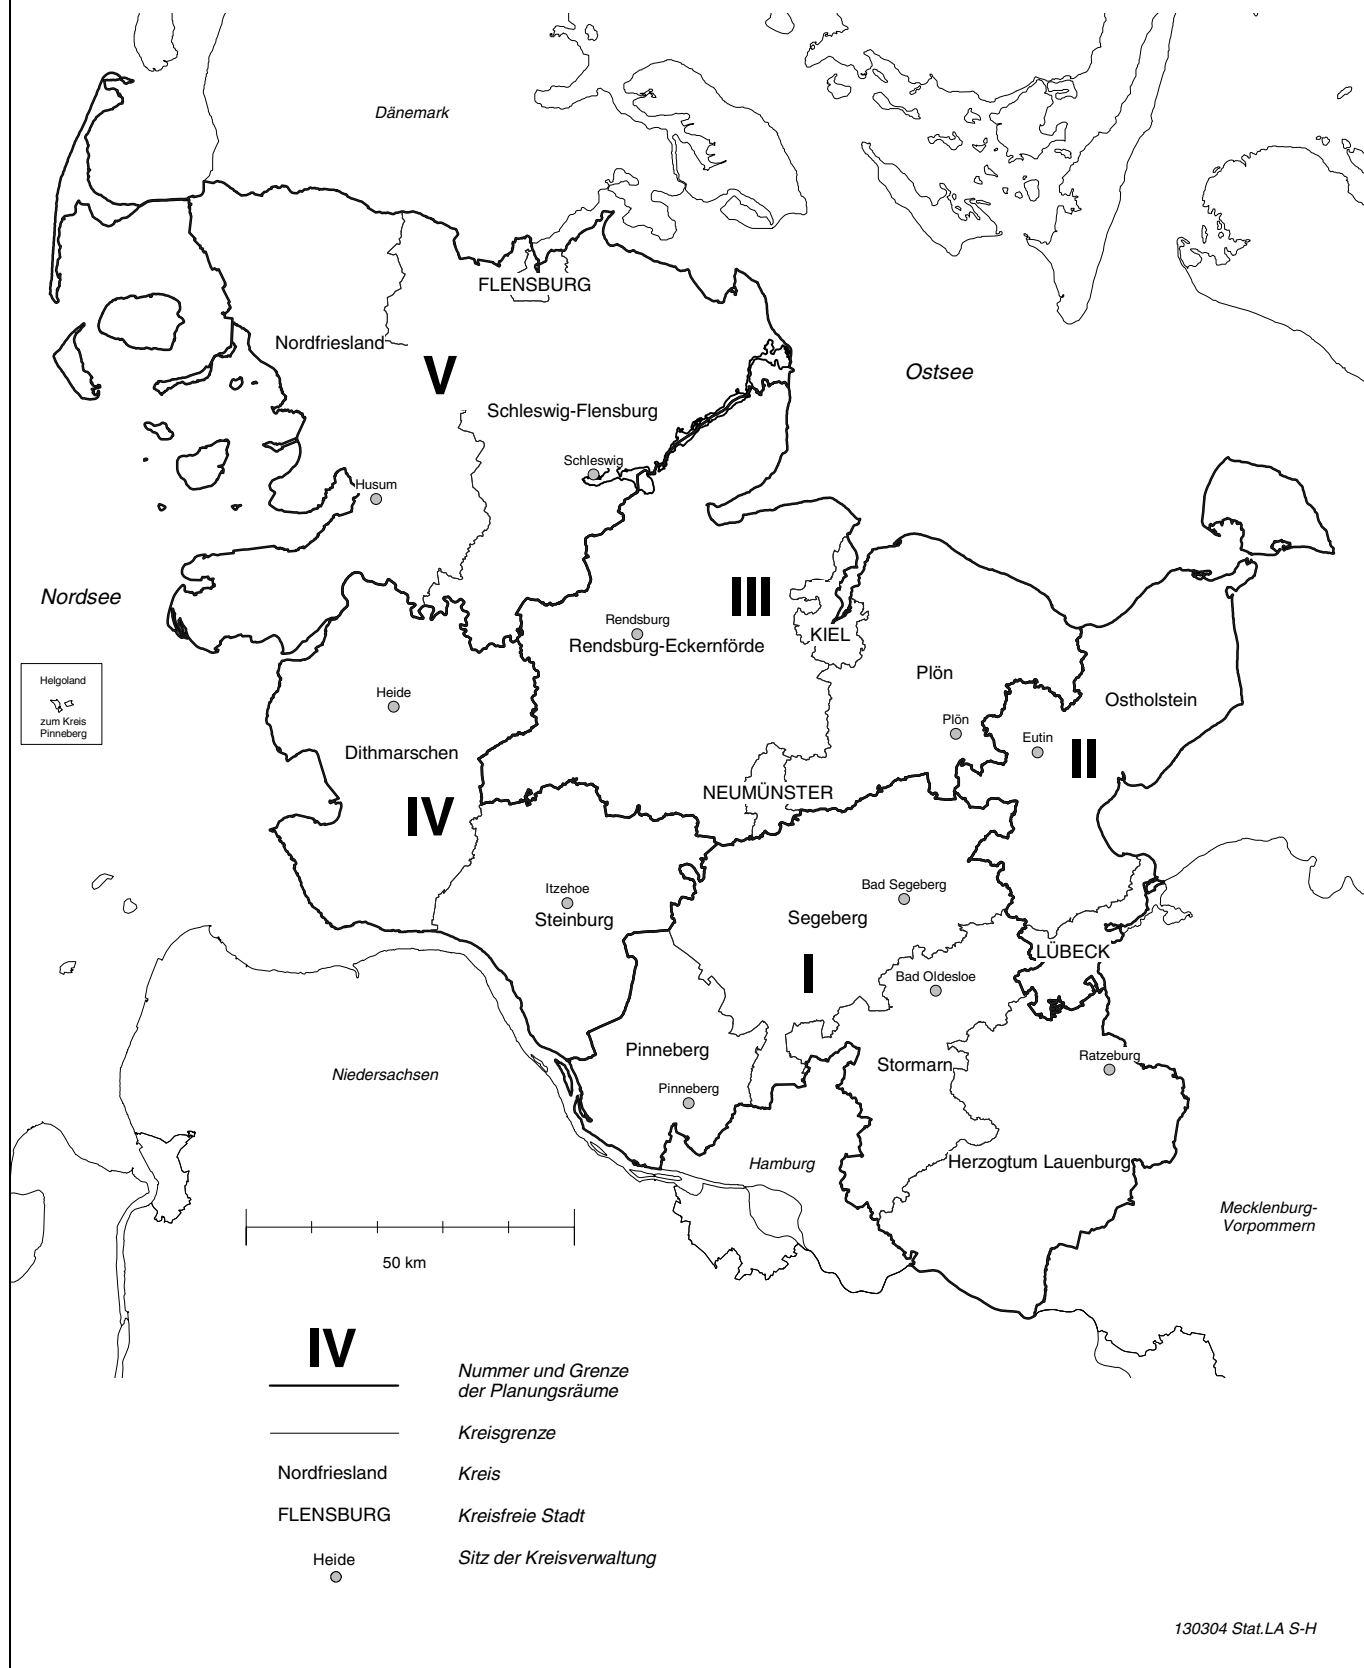 Dänemark
FLENSBURG
Nordfriesland
V
Ostsee
Schleswig-Flensburg
Schleswig
Husum
Nordsee
III
Rendsburg
KIEL
Rendsburg-Eckernförde
Helgoland
zum Kreis
Pinneberg
Plön
Heide
Ostholstein
Plön
Eutin
Dithmarschen
II
NEUMÜNSTER
IV
Itzehoe
Bad Segeberg
Steinburg
Segeberg
LÜBECK
I
Bad Oldesloe
Pinneberg
Ratzeburg
Stormarn
Niedersachsen
Pinneberg
Hamburg
Herzogtum Lauenburg
Mecklenburg-
Vorpommern
50 km
IV
Nummer und Grenze
der Planungsräume
Kreisgrenze
Nordfriesland
Kreis
FLENSBURG
Kreisfreie Stadt
Heide
Sitz der Kreisverwaltung
130304 Stat.LA S-H